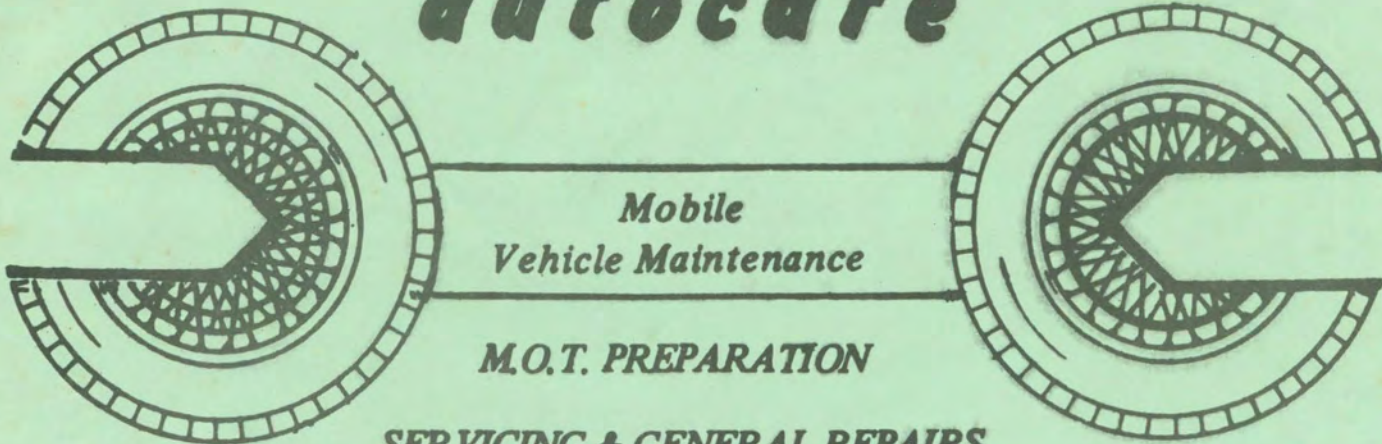 autocare
Mobile
Vehicle Maintenance
M.O.T. PREPARATION
SERVICING & GENERAL REPAIRS